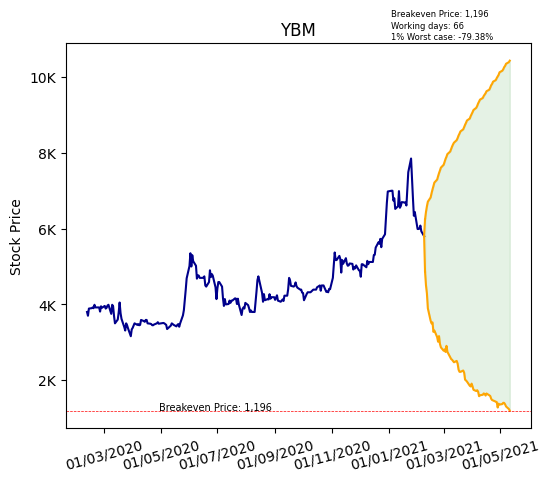 Breakeven Price: 1,196
Working days: 66
1% Worst case: -79.38%
YBM
Stock Price
10K
8K
6K
4K
2K
Breakeven Price: 1,196
01/03/2020 01/05/2020 01/07/2020 01/09/2020 01/11/2020 01/01/2021 01/03/2021 01/05/2021